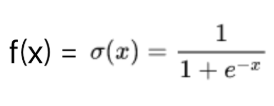 f(x) = σ(x) = 1 / (1 + e^{-x})